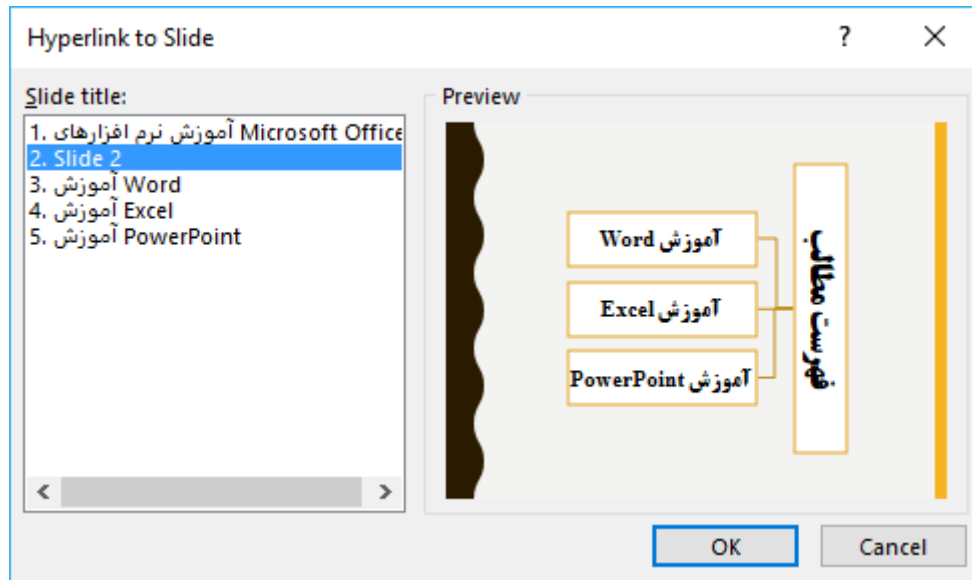 Hyperlink to Slide
? ×
Slide title:
1. آموزش نرم افزارهای Microsoft Office
2. Slide 2
3. آموزش Word
4. آموزش Excel
5. آموزش PowerPoint
Preview
فهرست مطالب
آموزش Word
آموزش Excel
آموزش PowerPoint
OK
Cancel